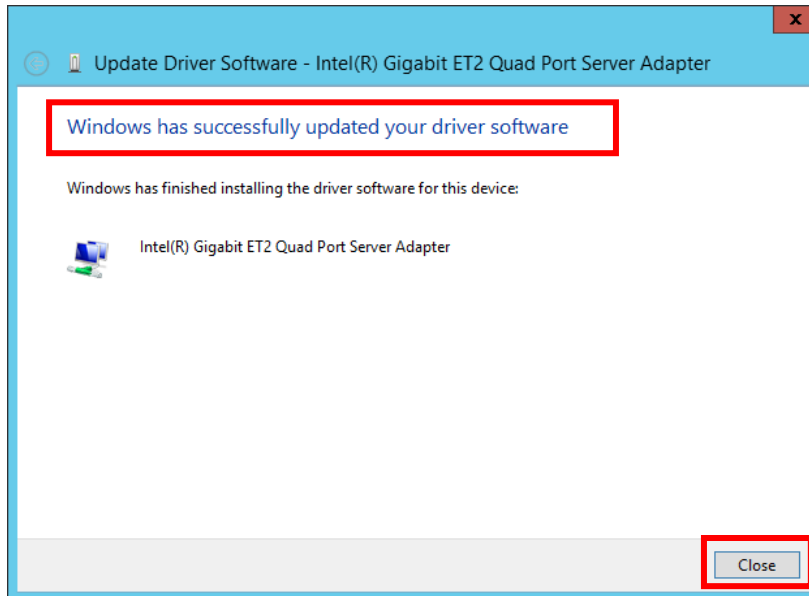 x
Update Driver Software - Intel(R) Gigabit ET2 Quad Port Server Adapter
Windows has successfully updated your driver software
Windows has finished installing the driver software for this device:
Intel(R) Gigabit ET2 Quad Port Server Adapter
Close